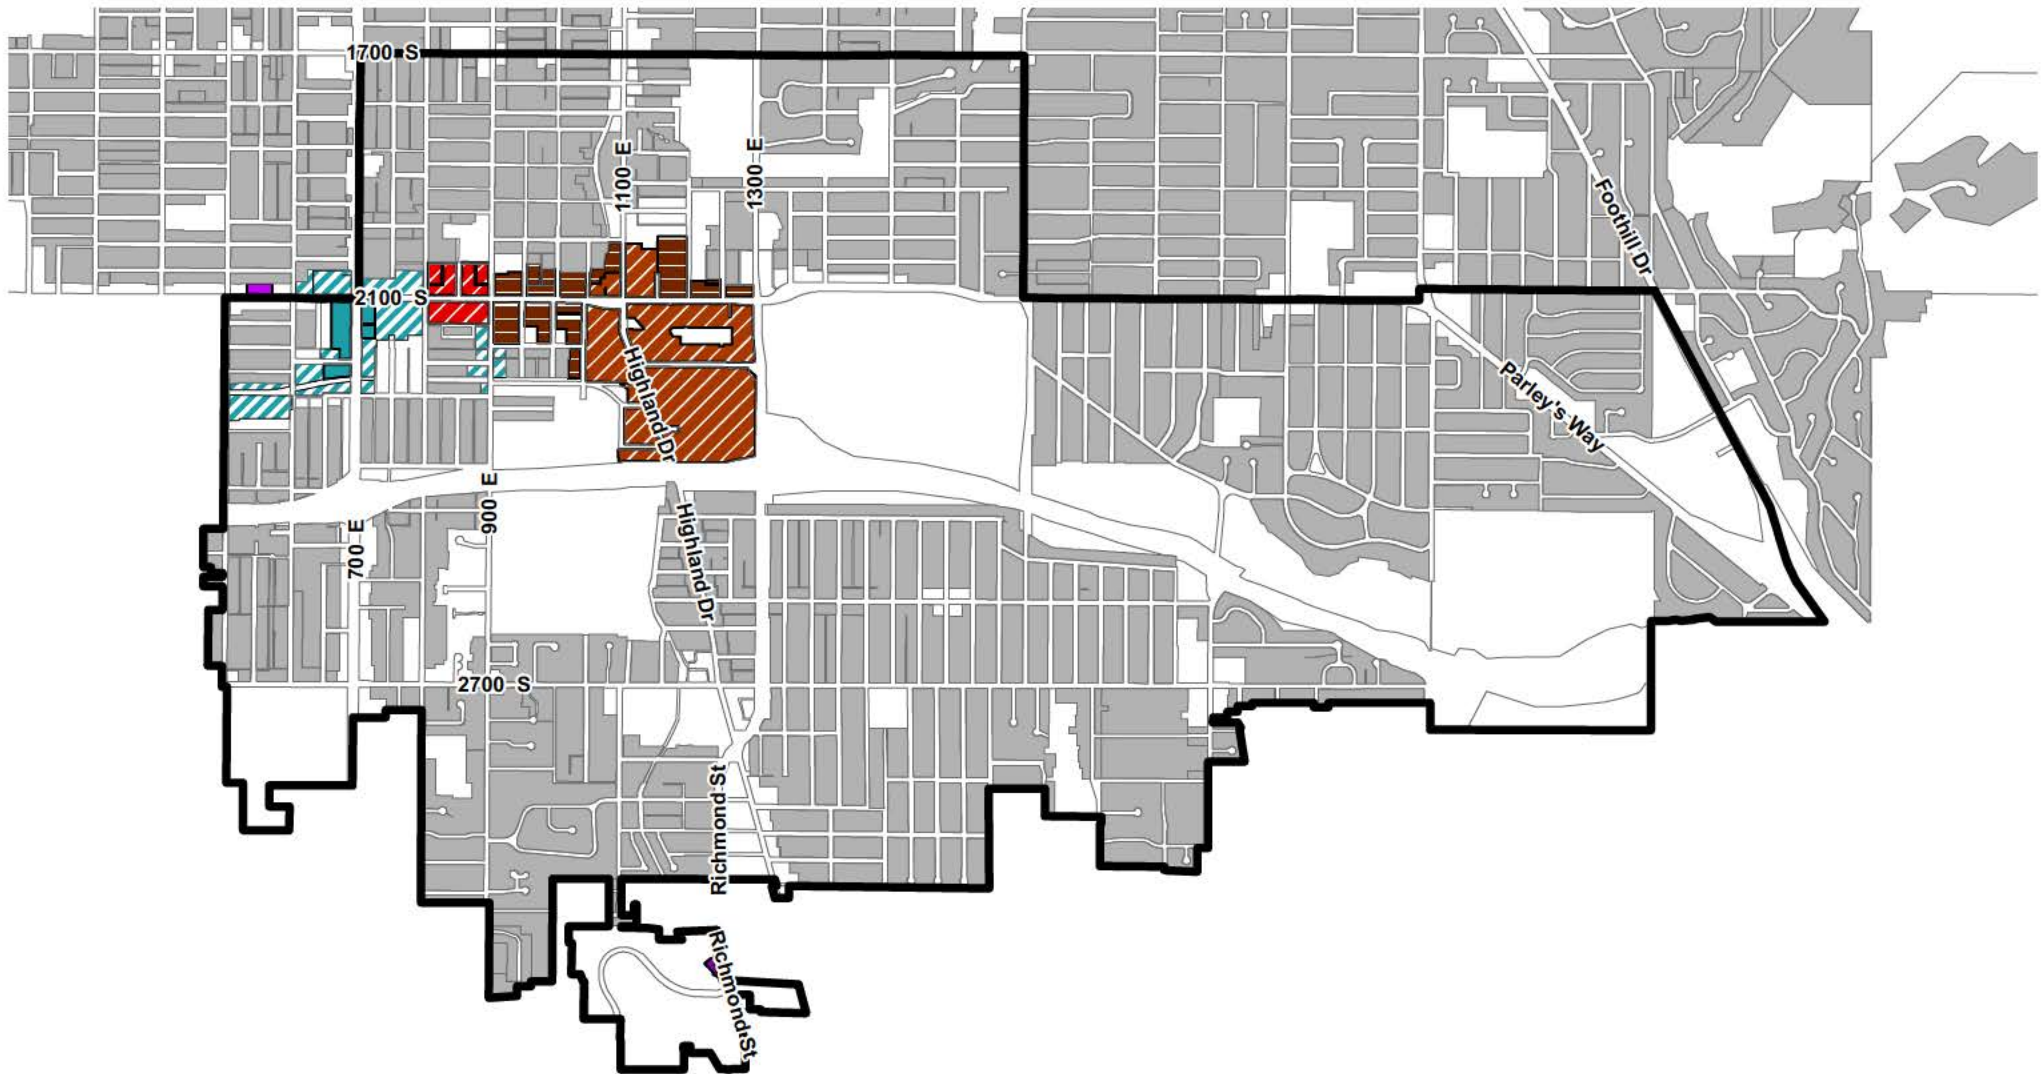 1700 S
1100 E
1300 E
Foothill Dr
2100 S
Highland Dr
Parley's Way
900 E
700 E
Highland Dr
2700 S
Richmond St
Richmond St